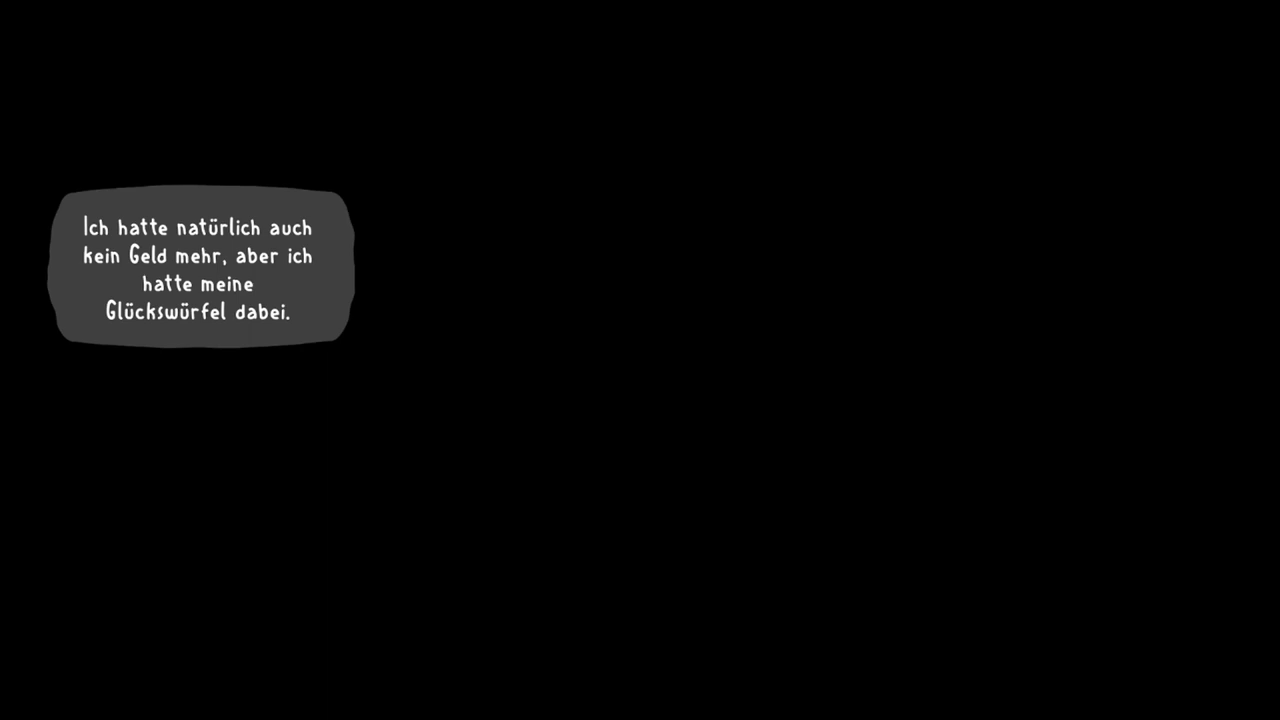 Ich hatte natürlich auch
kein Geld mehr, aber ich
hatte meine
Glückswürfel dabei.